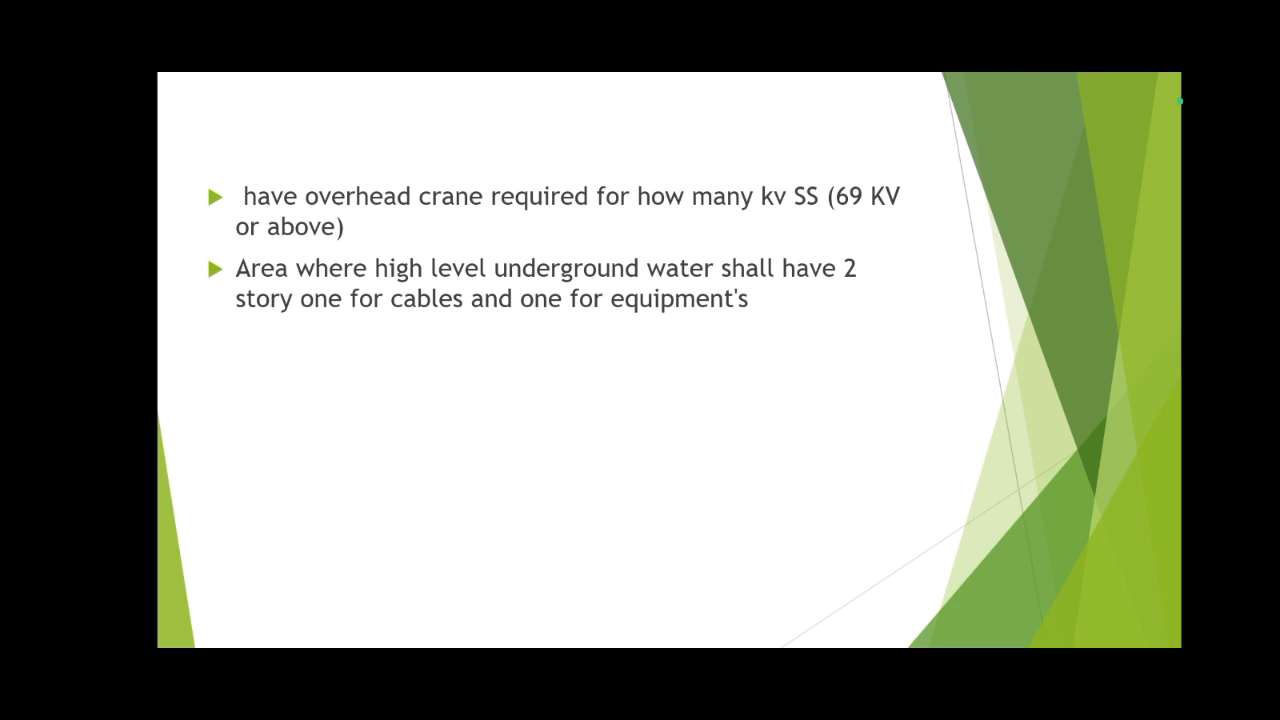 have overhead crane required for how many kv SS (69 KV
or above)
Area where high level underground water shall have 2
story one for cables and one for equipment's